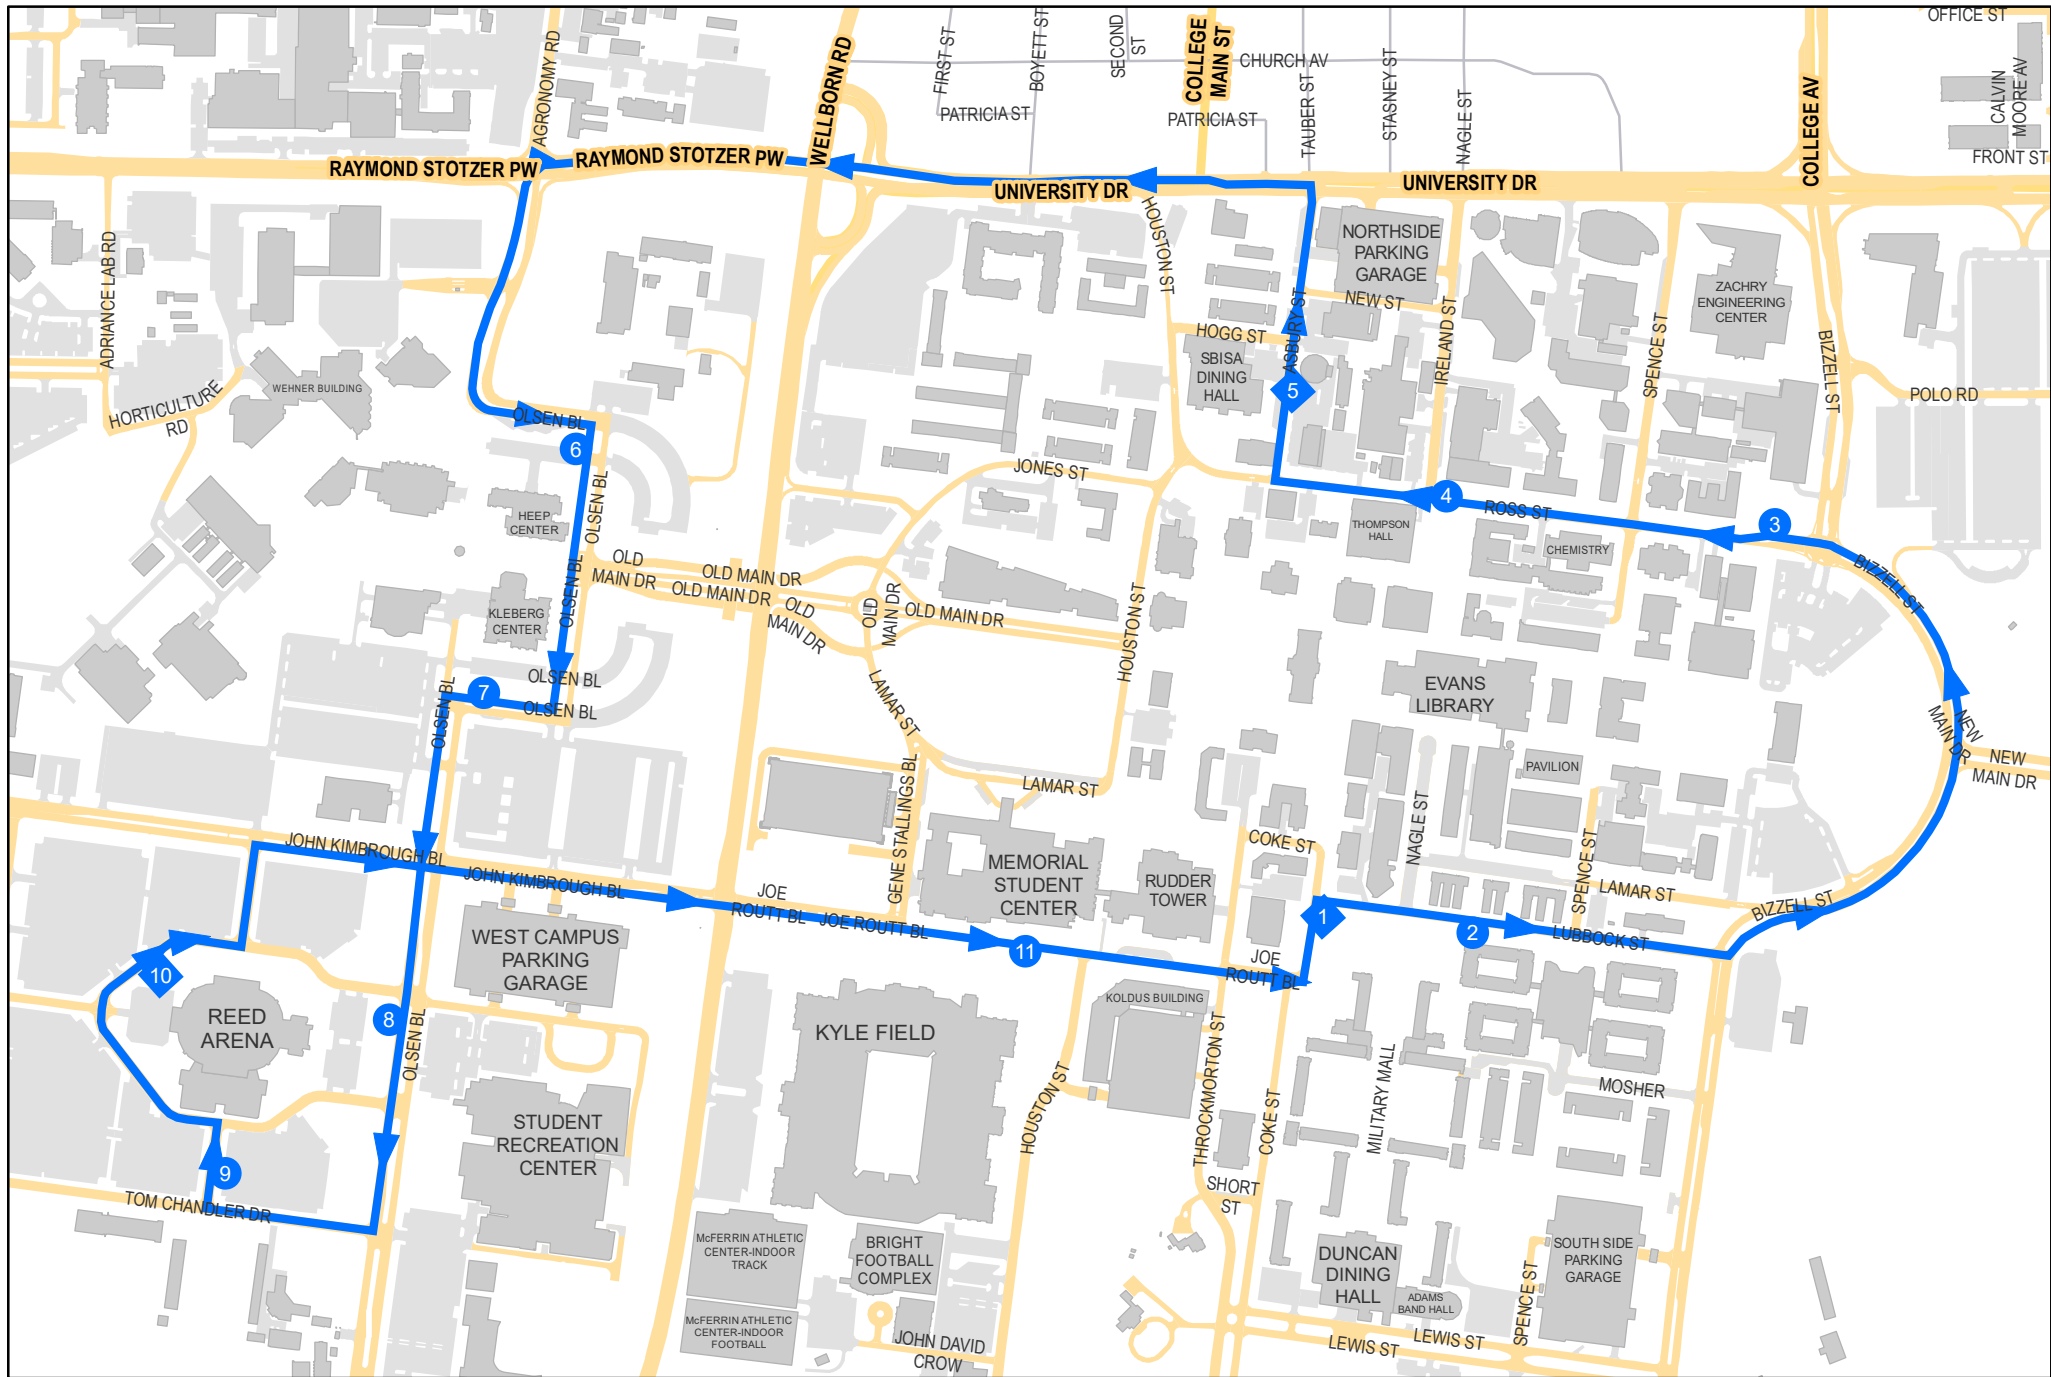 OFFICE ST
AGRONOMY RD
WELLBORN RD
FIRST ST
BOYETT ST
SECOND
ST
COLLEGE
MAIN ST
CHURCH AV
PATRICIA ST
PATRICIA ST
TAUBER ST
STASNEY ST
NAGLE ST
COLLEGE AV
CALVIN
MOORE AV
FRONT ST
RAYMOND STOTZER PW
RAYMOND STOTZER PW
UNIVERSITY DR
UNIVERSITY DR
ADRIANCE LAB RD
HOUSTON ST
NORTHSIDE
PARKING
GARAGE
NEW ST
ASBURY ST
HOGG ST
SBISA
DINING
HALL
IRELAND ST
SPENCE ST
ZACHRY
ENGINEERING
CENTER
BIZZELL ST
POLO RD
WEHNER BUILDING
HORTICULTURE
RD
5
OLSEN BL
6
OLSEN BL
HEEP
CENTER
JONES ST
4
ROSS ST
3
THOMPSON
HALL
CHEMISTRY
BIZZELL ST
OLD
MAIN DR
OLD MAIN DR
OLD MAIN DR
OLD
MAIN DR
OLD
MAIN DR
OLD MAIN DR
OLSEN BL
KLEBERG
CENTER
HOUSTON ST
OLSEN BL
7
OLSEN BL
OLSEN BL
LAMAR ST
EVANS
LIBRARY
NEW
MAIN DR
NEW
MAIN DR
PAVILION
GENE STALLINGS BL
LAMAR ST
NAGLE ST
COKE ST
SPENCE ST
JOHN KIMBROUGH BL
JOHN KIMBROUGH BL
JOE
ROUTT BL
JOE ROUTT BL
MEMORIAL
STUDENT
CENTER
RUDDER
TOWER
LAMAR ST
BIZZELL ST
1
2
LUBBOCK ST
WEST CAMPUS
PARKING
GARAGE
11
JOE
ROUTT BL
10
REED
ARENA
8
OLSEN BL
KYLE FIELD
KOLDUS BUILDING
THROCKMORTON ST
MILITARY MALL
MOSHER
HOUSTON ST
COKE ST
STUDENT
RECREATION
CENTER
9
TOM CHANDLER DR
SHORT
ST
McFERRIN ATHLETIC
CENTER-INDOOR
TRACK
BRIGHT
FOOTBALL
COMPLEX
DUNCAN
DINING
HALL
ADAMS
BAND HALL
SOUTH SIDE
PARKING
GARAGE
SPENCE ST
McFERRIN ATHLETIC
CENTER-INDOOR
FOOTBALL
JOHN DAVID
CROW
LEWIS ST
LEWIS ST